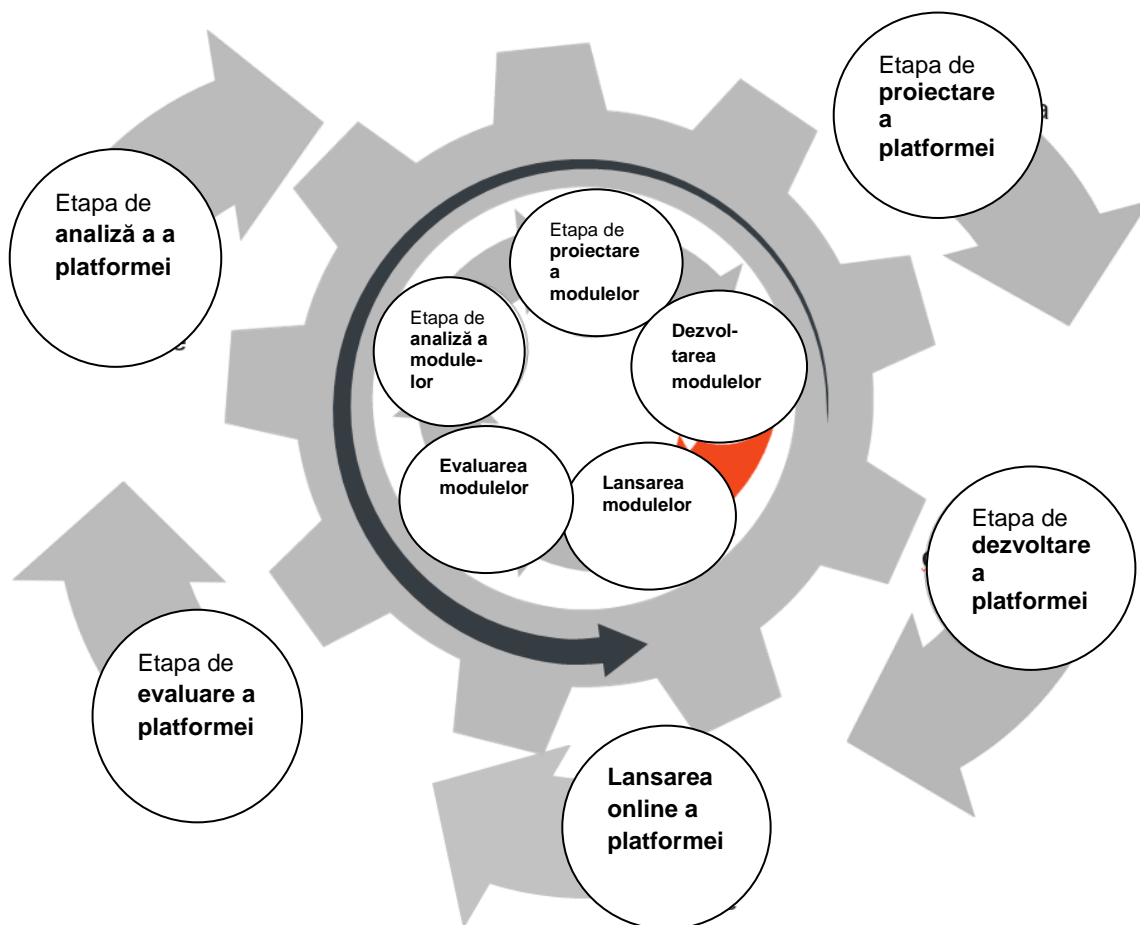 Etapa de
proiectare
a
platformei
Etapa de
analiză a a
platformei
Etapa de
proiectare
a
modulelor
Etapa de
analiză a
module-
lor
Dezvol-
tarea
modulelor
Evaluarea
modulelor
Lansarea
modulelor
Etapa de
dezvoltare
a
platformei
Etapa de
evaluare a
platformei
Lansarea
online a
platformei